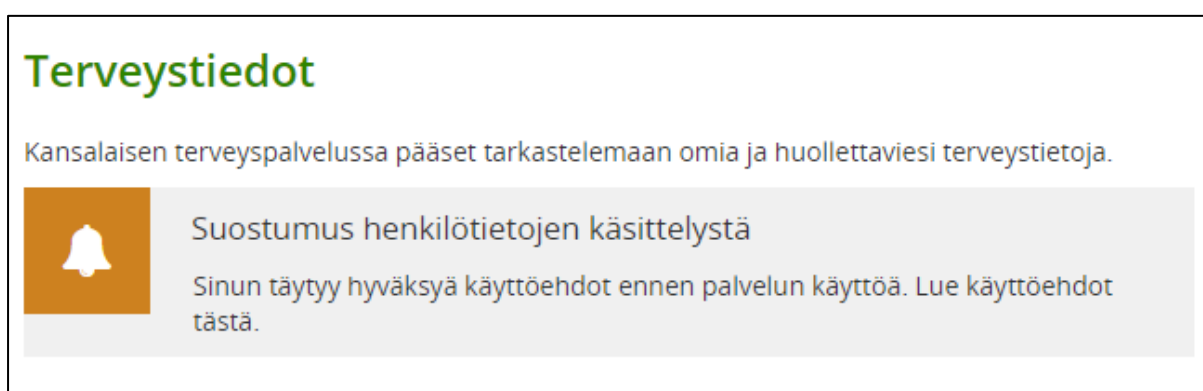 Terveystiedot
Kansalaisen terveyspalvelussa pääset tarkastelemaan omia ja huollettaviesi terveystietoja.
Suostumus henkilötietojen käsittelystä
Sinun täytyy hyväksyä käyttöehdot ennen palvelun käyttöä. Lue käyttöehdot
tästä.